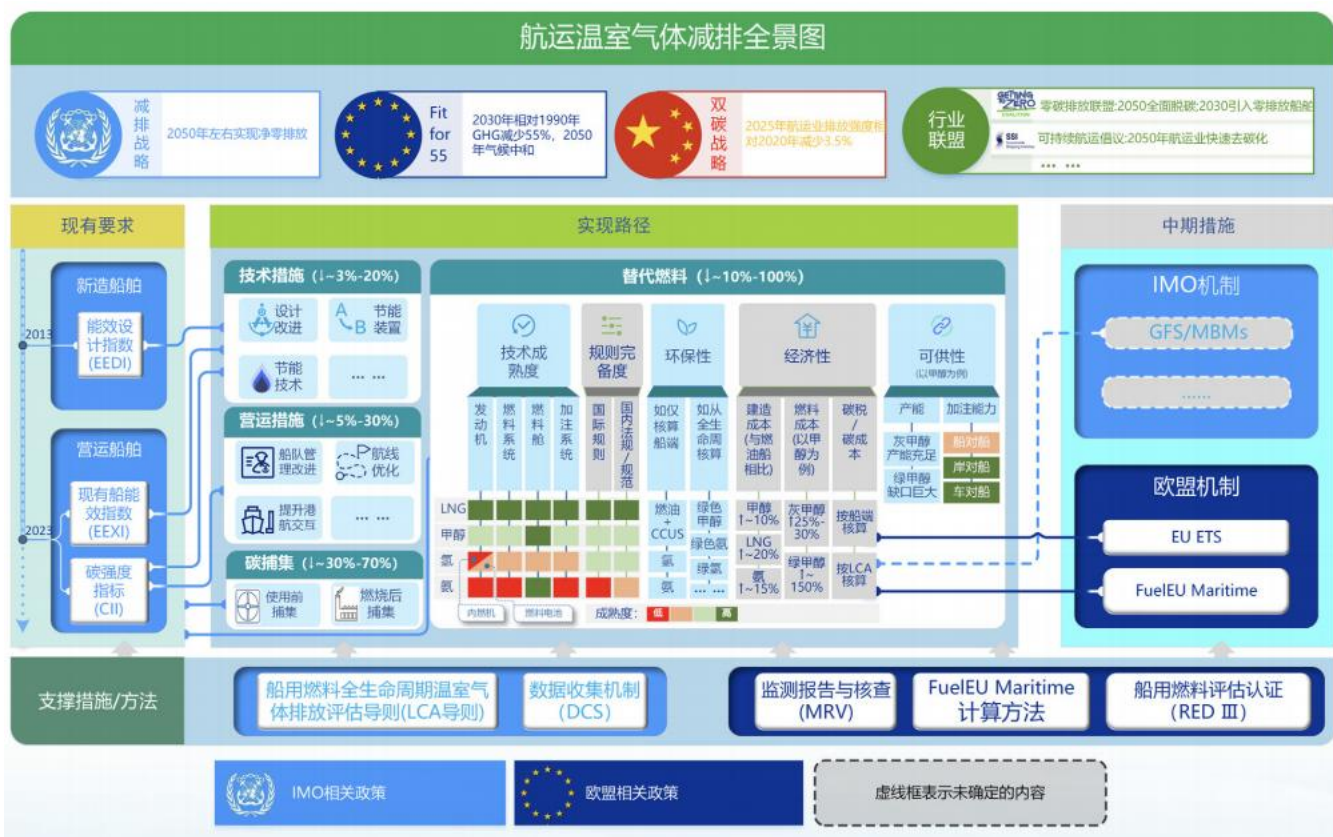 航运温室气体减排全景图
减排战略
2050年左右实现净零排放
Fit
for
55
2030年相对1990年
GHG减少55%，2050
年气候中和
双碳战略
2025年航运业排放强度相
对2020年减少3.5%
行业
联盟
GETTING
ZERO
COALITION
零碳排放联盟:2050全面脱碳;2030引入零排放船舶
SSI
可持续航运倡议:2050年航运业快速去碳化
... ...
现有要求
2013
2023
新造船舶
能效设
计指数
(EEDI)
营运船舶
现有船能
效指数
(EEXI)
碳强度
指标
(CII)
实现路径
技术措施 (↓~3%-20%)
设计
改进
A
B
节能
装置
节能
技术
... ...
营运措施 (↓~5%-30%)
船队管
理改进
航线
优化
提升港
航交互
... ...
碳捕集 (↓~30%-70%)
使用前
捕集
燃烧后
捕集
替代燃料 (↓~10%-100%)
技术成
熟度
规则完
备度
环保性
经济性
可供性
(以甲醇为例)
发动机
燃料系统
燃料舱
加注系统
国际规则
国内法规/规范
如仅
核算
船端
如从
全生
命周
核算
建造
成本
(与燃
油船
相比)
燃料
成本
(以甲
醇为
例)
碳税
/
碳成
本
产能
加注能力
灰甲醇
产能充足
绿甲醇
缺口巨大
船对船
岸对船
车对船
LNG
甲醇
氢
氨
燃油
+
CCUS
氢
氨
绿色
甲醇
绿色氨
绿氢
... ...
甲醇
↑~10%
LNG
↑~20%
氨
↑~15%
灰甲醇
↑25%-
30%
绿甲醇
↑~
150%
按船端
核算
按LCA
核算
内燃机
燃料电池
成熟度：
低
高
中期措施
IMO机制
GFS/MBMs
......
欧盟机制
EU ETS
FuelEU Maritime
支撑措施/方法
船用燃料全生命周期温室气
体排放评估导则(LCA导则)
数据收集机制
(DCS)
监测报告与核查
(MRV)
FuelEU Maritime
计算方法
船用燃料评估认证
(RED Ⅲ)
IMO相关政策
欧盟相关政策
虚线框表示未确定的内容